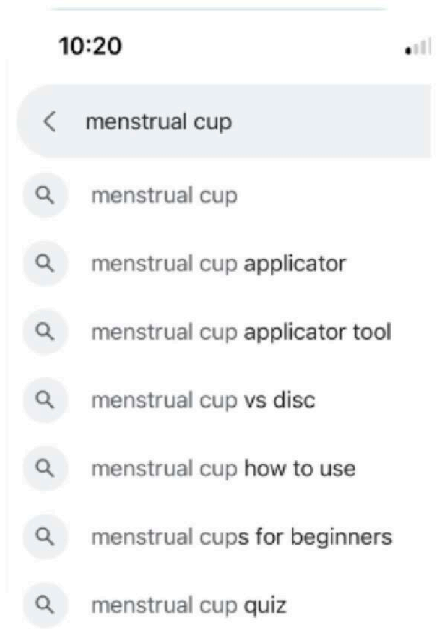 10:20
menstrual cup
menstrual cup
menstrual cup applicator
menstrual cup applicator tool
menstrual cup vs disc
menstrual cup how to use
menstrual cups for beginners
menstrual cup quiz